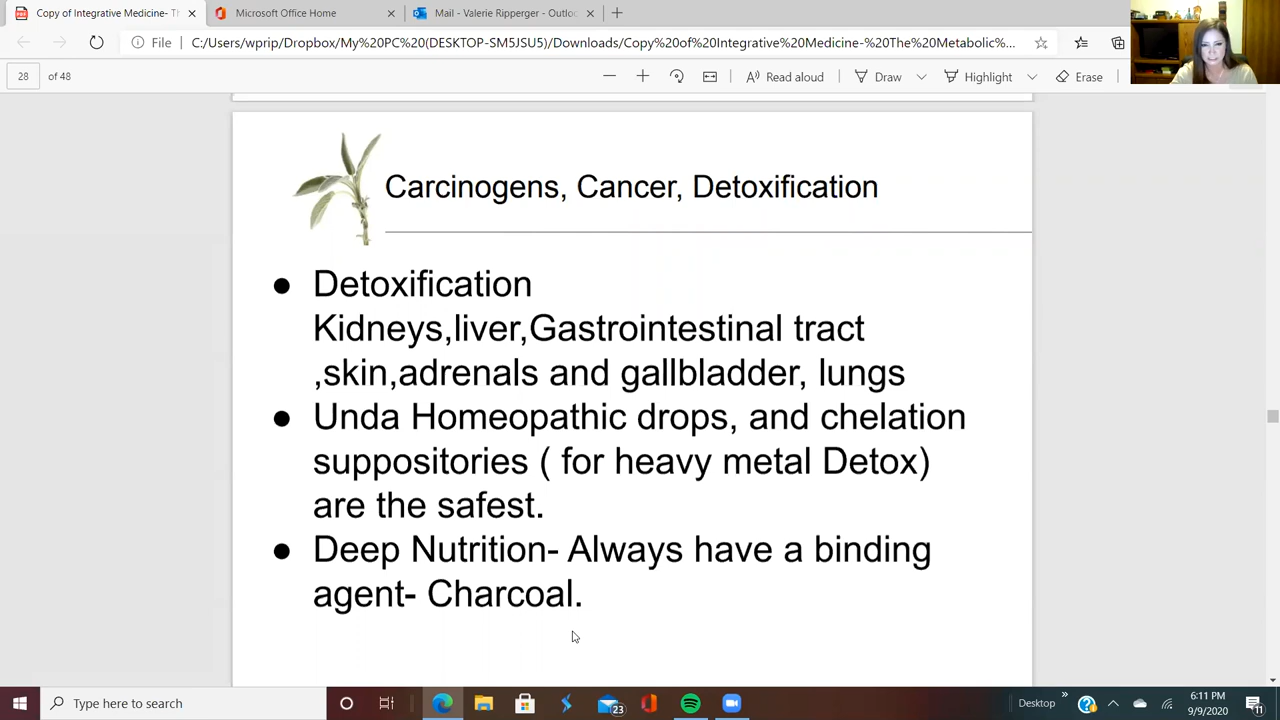 Copy of Integrative Medicine- Th
Microsoft Office Home
Mail - Valerie Ripperger - Outloo
File
C:/Users/wprip/Dropbox/My%20PC%20(DESKTOP-SM5JSU5)/Downloads/Copy%20of%20Integrative%20Medicine-%20The%20Metabolic%...
28 of 48
Read aloud
Draw
Highlight
Erase
Carcinogens, Cancer, Detoxification
● Detoxification
Kidneys,liver,Gastrointestinal tract
,skin,adrenals and gallbladder, lungs
● Unda Homeopathic drops, and chelation
suppositories ( for heavy metal Detox)
are the safest.
● Deep Nutrition- Always have a binding
agent- Charcoal.
Type here to search
23
Desktop
6:11 PM
9/9/2020
11